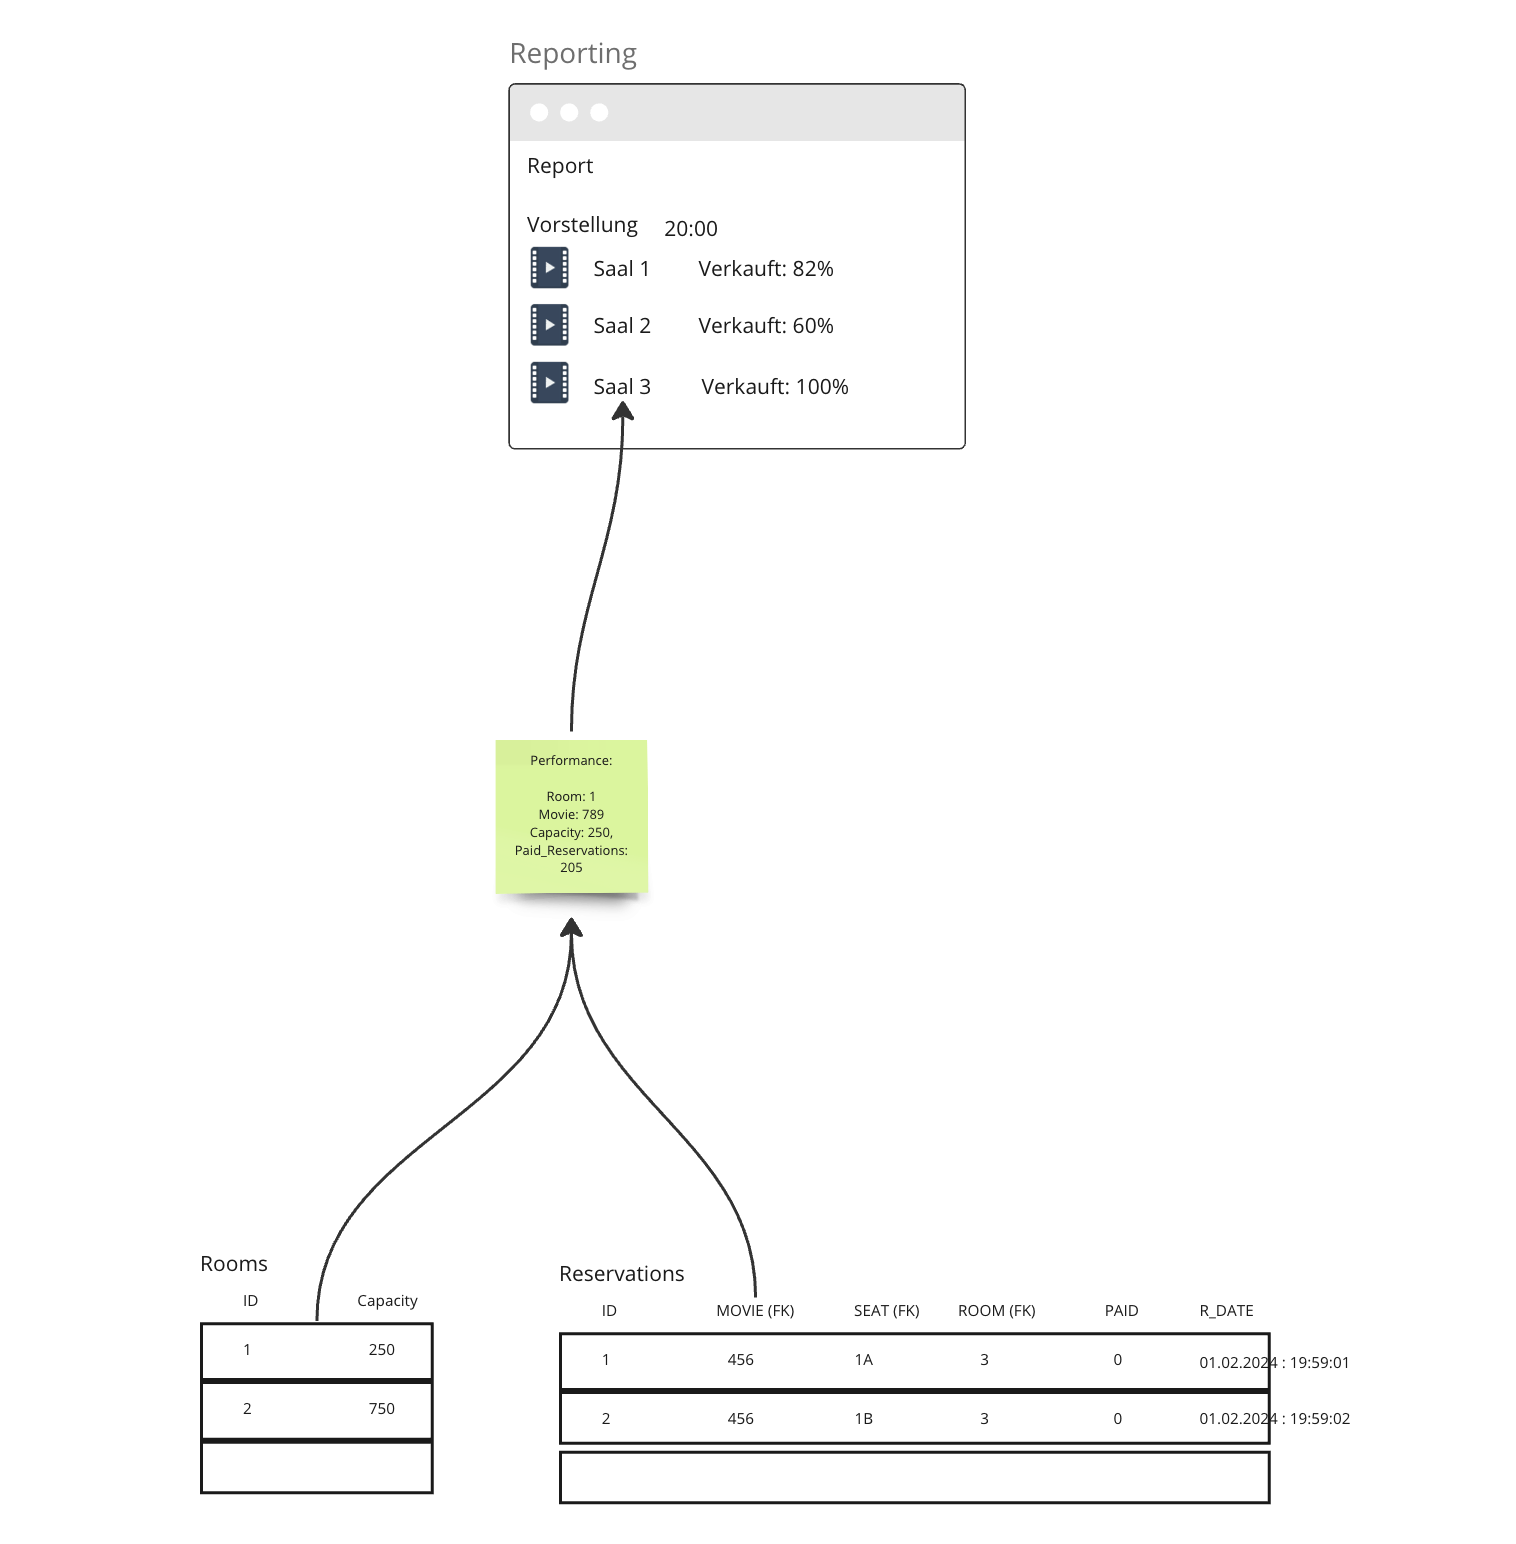 Reporting
Report
Vorstellung 20:00
Saal 1 Verkauft: 82%
Saal 2 Verkauft: 60%
Saal 3 Verkauft: 100%
Performance:
Room: 1
Movie: 789
Capacity: 250,
Paid_Reservations:
205
Rooms
ID Capacity
1 250
2 750
Reservations
ID MOVIE (FK) SEAT (FK) ROOM (FK) PAID R_DATE
1 456 1A 3 0 01.02.2024 : 19:59:01
2 456 1B 3 0 01.02.2024 : 19:59:02